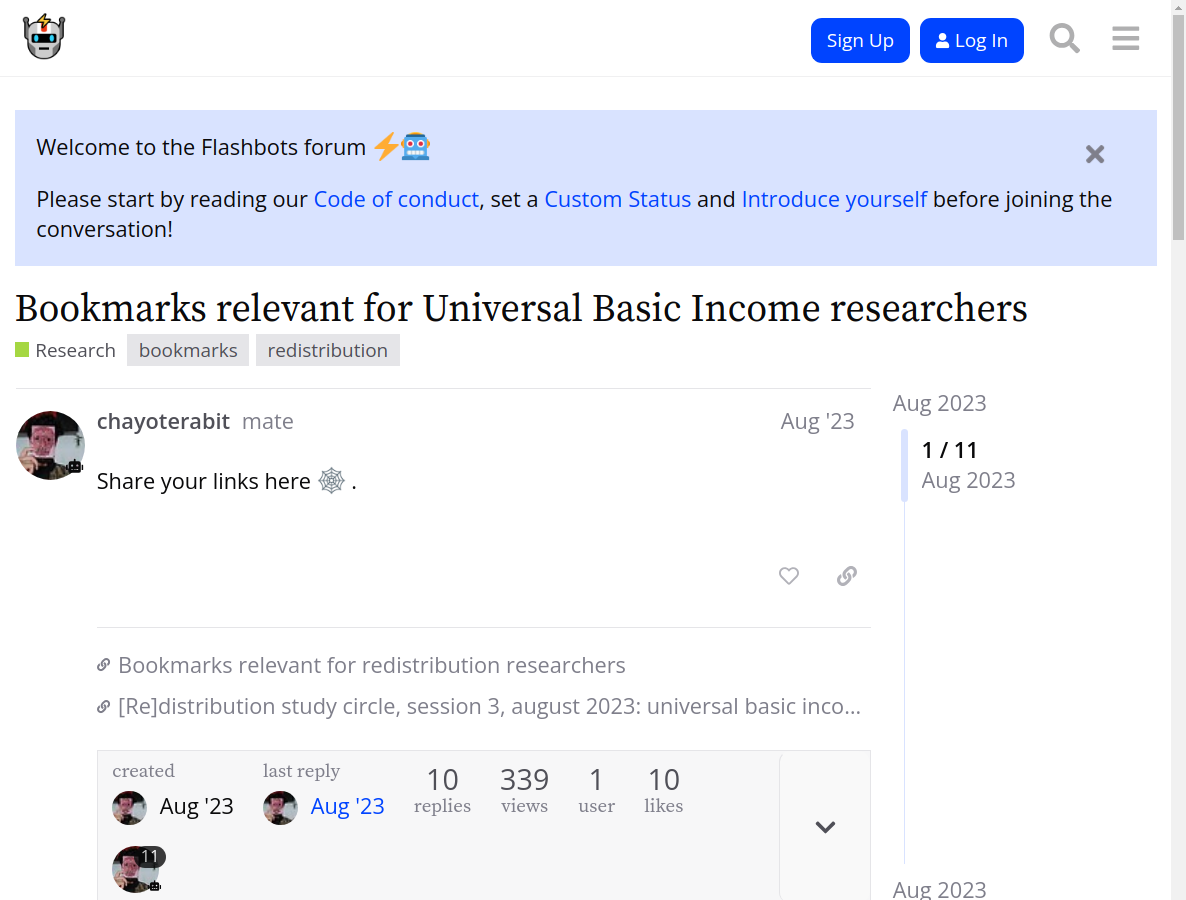 Sign Up
Log In
Welcome to the Flashbots forum
Please start by reading our Code of conduct, set a Custom Status and Introduce yourself before joining the
conversation!
Bookmarks relevant for Universal Basic Income researchers
Research bookmarks redistribution
chayoterabit mate Aug '23
Share your links here .
Aug 2023
1 / 11
Aug 2023
Bookmarks relevant for redistribution researchers
[Re]distribution study circle, session 3, august 2023: universal basic inco...
created last reply 10 339 1 10
Aug '23 Aug '23 replies views user likes
11
Aug 2023